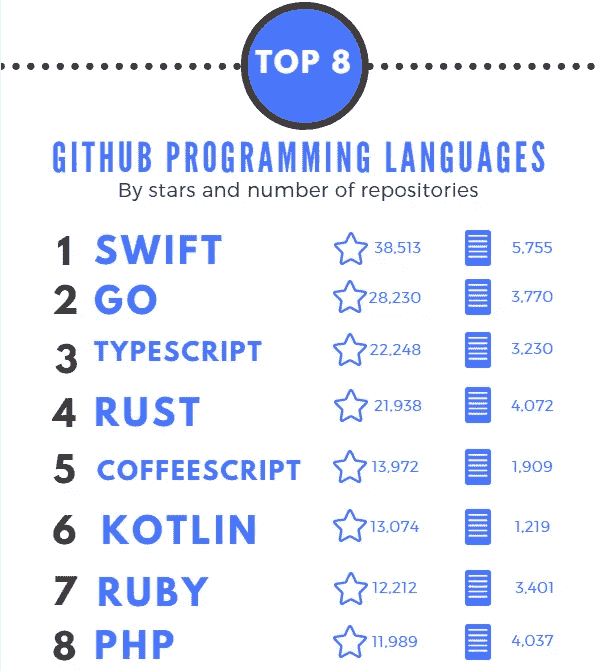 TOP 8
GITHUB PROGRAMMING LANGUAGES
By stars and number of repositories
1 SWIFT 38,513 5,755
2 GO 28,230 3,770
3 TYPESCRIPT 22,248 3,230
4 RUST 21,938 4,072
5 COFFEESCRIPT 13,972 1,909
6 KOTLIN 13,074 1,219
7 RUBY 12,212 3,401
8 PHP 11,989 4,037